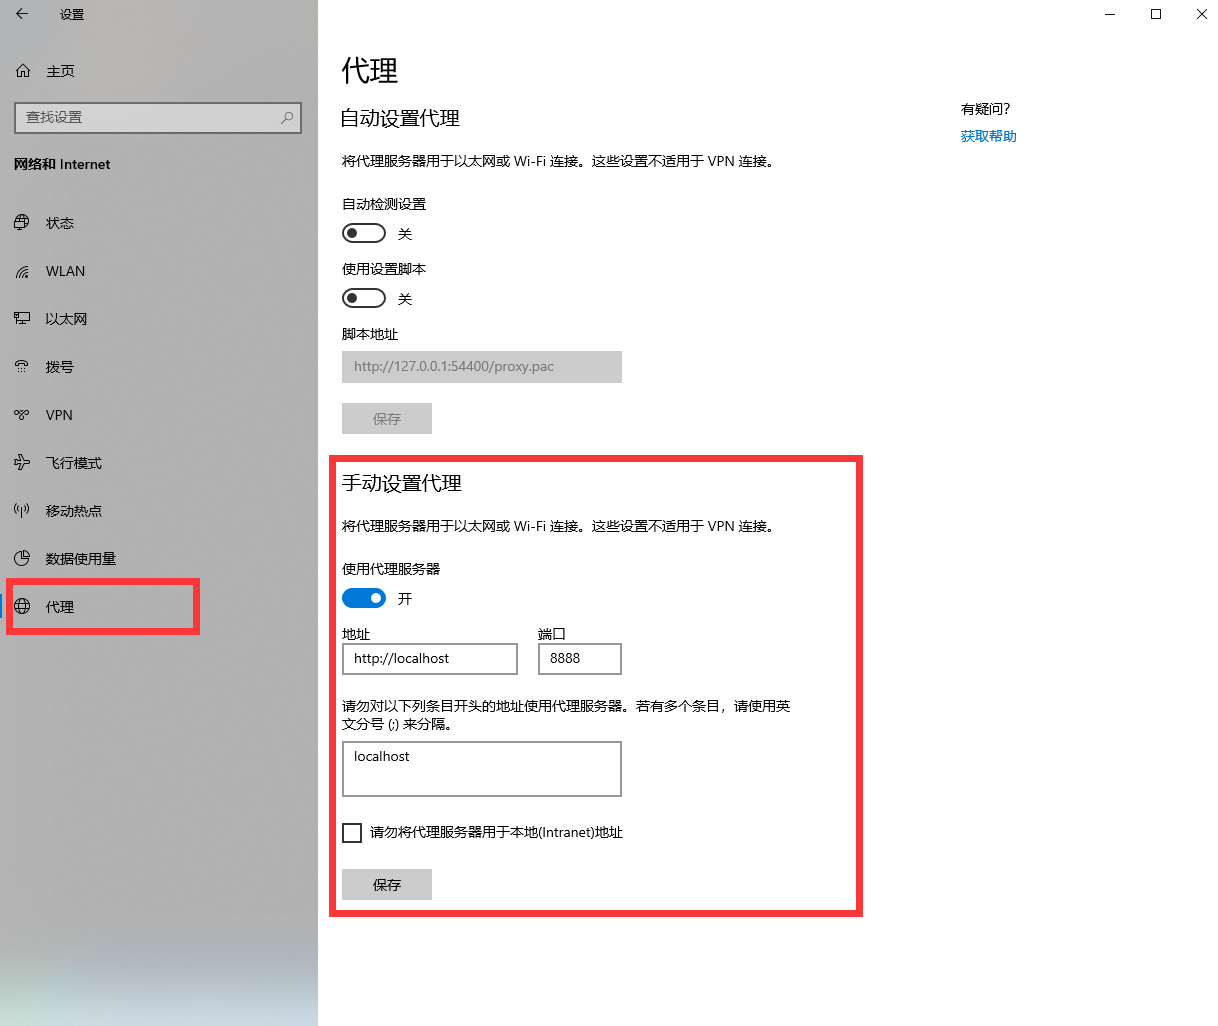 设置
主页
查找设置
网络和 Internet
状态
WLAN
以太网
拨号
VPN
飞行模式
移动热点
数据使用量
代理
代理
自动设置代理
将代理服务器用于以太网或 Wi-Fi 连接。这些设置不适用于 VPN 连接。
自动检测设置
关
使用设置脚本
关
脚本地址
http://127.0.0.1:54400/proxy.pac
保存
手动设置代理
将代理服务器用于以太网或 Wi-Fi 连接。这些设置不适用于 VPN 连接。
使用代理服务器
开
地址 端口
http://localhost 8888
请勿对以下列条目开头的地址使用代理服务器。若有多个条目，请使用英
文分号 (;) 来分隔。
localhost
请勿将代理服务器用于本地(Intranet)地址
保存
有疑问?
获取帮助